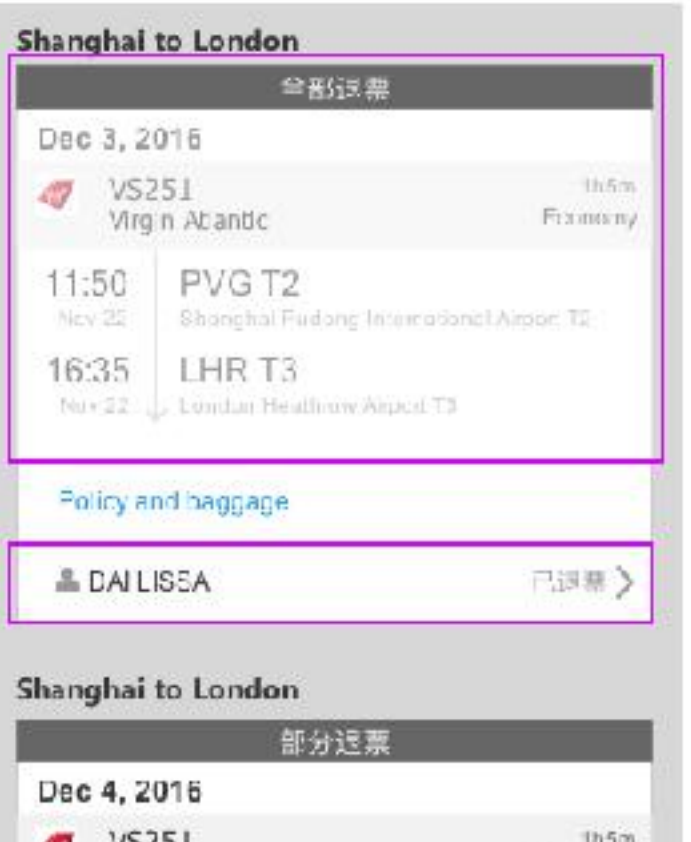 Shanghai to London
全部退票
Dec 3, 2016
VS251
1h5m
Virgin Atlantic
Economy
11:50
PVG T2
Nov 22
Shanghai Pudong International Airport T2
16:35
LHR T3
Nov 22
London Heathrow Airport T3
Policy and baggage
DAI LISSA
已退票
Shanghai to London
部分退票
Dec 4, 2016
VS251
1h5m